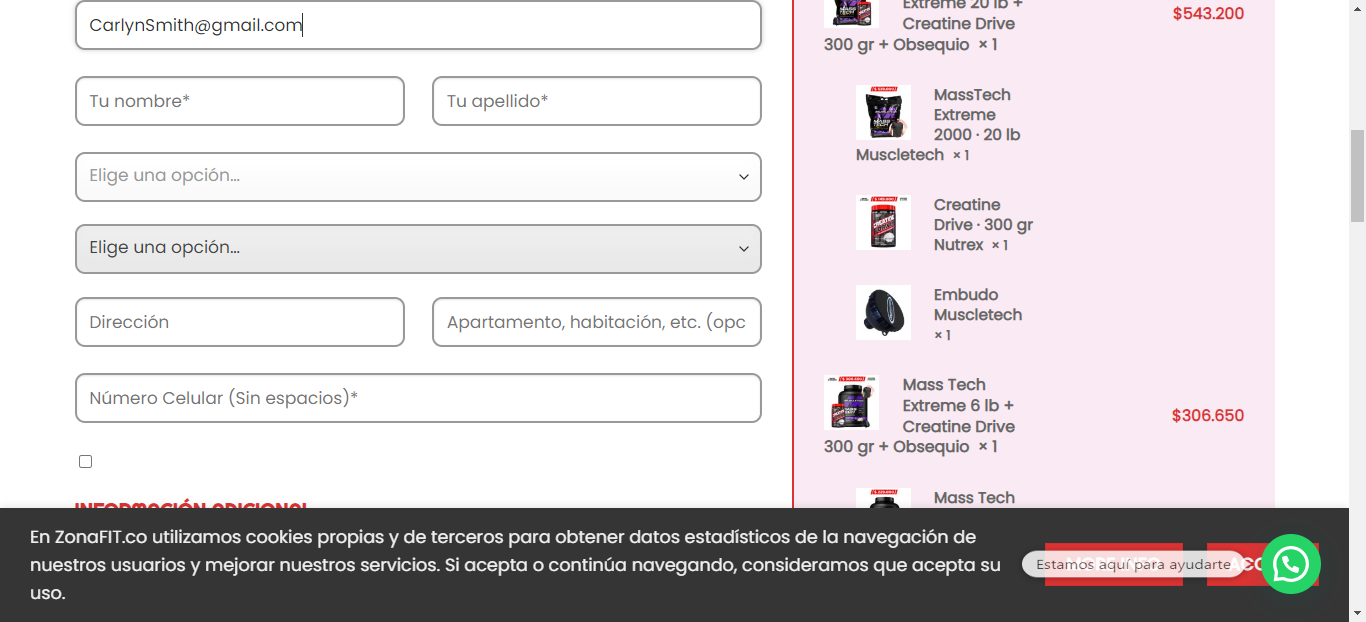 CarlynSmith@gmail.com
Tu nombre*
Tu apellido*
Elige una opción...
Elige una opción...
Dirección
Apartamento, habitación, etc. (opc
Número Celular (Sin espacios)*
INFORMACIÓN ADICIONAL
Extreme 20 lb +
Creatine Drive
300 gr + Obsequio × 1
$543.200
MassTech
Extreme
2000 · 20 lb
Muscletech × 1
Creatine
Drive · 300 gr
Nutrex × 1
Embudo
Muscletech
× 1
Mass Tech
Extreme 6 lb +
Creatine Drive
300 gr + Obsequio × 1
$306.650
Mass Tech
En ZonaFIT.co utilizamos cookies propias y de terceros para obtener datos estadísticos de la navegación de
nuestros usuarios y mejorar nuestros servicios. Si acepta o continúa navegando, consideramos que acepta su
uso.
Estamos aquí para ayudarte